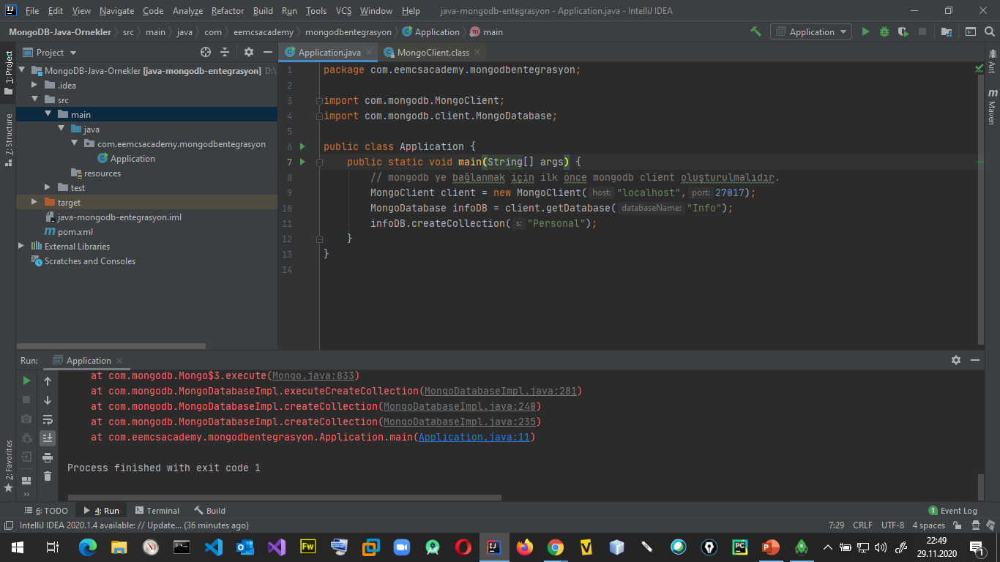 File Edit View Navigate Code Analyze Refactor Build Run Tools VCS Window Help java-mongodb-entegrasyon - Application.java - IntelliJ IDEA
MongoDB-Java-Ornekler src main java com eemcsacademy mongodbentegrasyon Application main Application
Project
Application.java MongoClient.class
1: Project
7: Structure
2: Favorites
MongoDB-Java-Ornekler [java-mongodb-entegrasyon] D:\
.idea
src
main
java
com.eemcsacademy.mongodbentegrasyon
Application
resources
test
target
java-mongodb-entegrasyon.iml
pom.xml
External Libraries
Scratches and Consoles
1 package com.eemcsacademy.mongodbentegrasyon;
2
3 import com.mongodb.MongoClient;
4 import com.mongodb.client.MongoDatabase;
5
6 public class Application {
7 public static void main(String[] args) {
8 // mongodb ye bağlanmak için ilk önce mongodb client oluşturulmalıdır.
9 MongoClient client = new MongoClient( host: "localhost", port: 27017);
10 MongoDatabase infoDB = client.getDatabase( databaseName: "Info");
11 infoDB.createCollection( s: "Personal");
12 }
13 }
14
Ant
Maven
Run: Application
at com.mongodb.Mongo$3.execute(Mongo.java:833)
at com.mongodb.MongoDatabaseImpl.executeCreateCollection(MongoDatabaseImpl.java:281)
at com.mongodb.MongoDatabaseImpl.createCollection(MongoDatabaseImpl.java:240)
at com.mongodb.MongoDatabaseImpl.createCollection(MongoDatabaseImpl.java:235)
at com.eemcsacademy.mongodbentegrasyon.Application.main(Application.java:11)
Process finished with exit code 1
6: TODO 4: Run Terminal Build 1 Event Log
IntelliJ IDEA 2020.1.4 available: // Update... (36 minutes ago) 7:29 CRLF UTF-8 4 spaces
22:49
29.11.2020